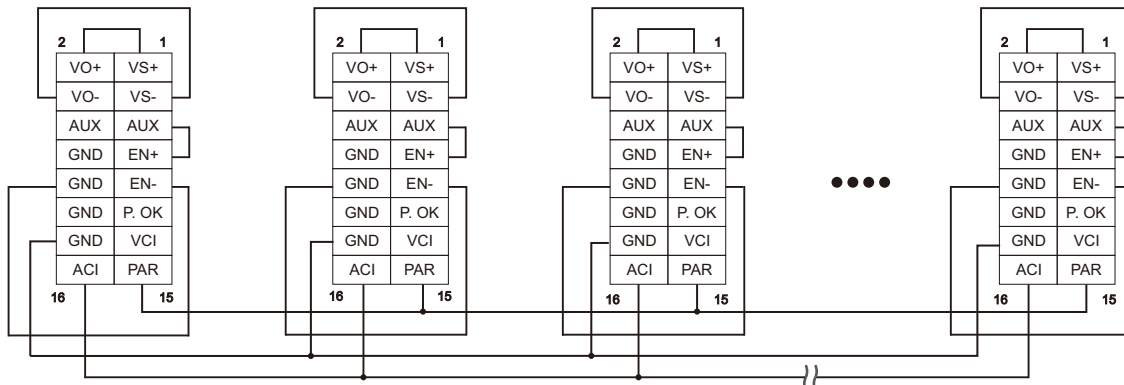 2 1
VO+ VS+
VO- VS-
AUX AUX
GND EN+
GND EN-
GND P. OK
GND VCI
ACI PAR
16 15
2 1
VO+ VS+
VO- VS-
AUX AUX
GND EN+
GND EN-
GND P. OK
GND VCI
ACI PAR
16 15
2 1
VO+ VS+
VO- VS-
AUX AUX
GND EN+
GND EN-
GND P. OK
GND VCI
ACI PAR
16 15
2 1
VO+ VS+
VO- VS-
AUX AUX
GND EN+
GND EN-
GND P. OK
GND VCI
ACI PAR
16 15